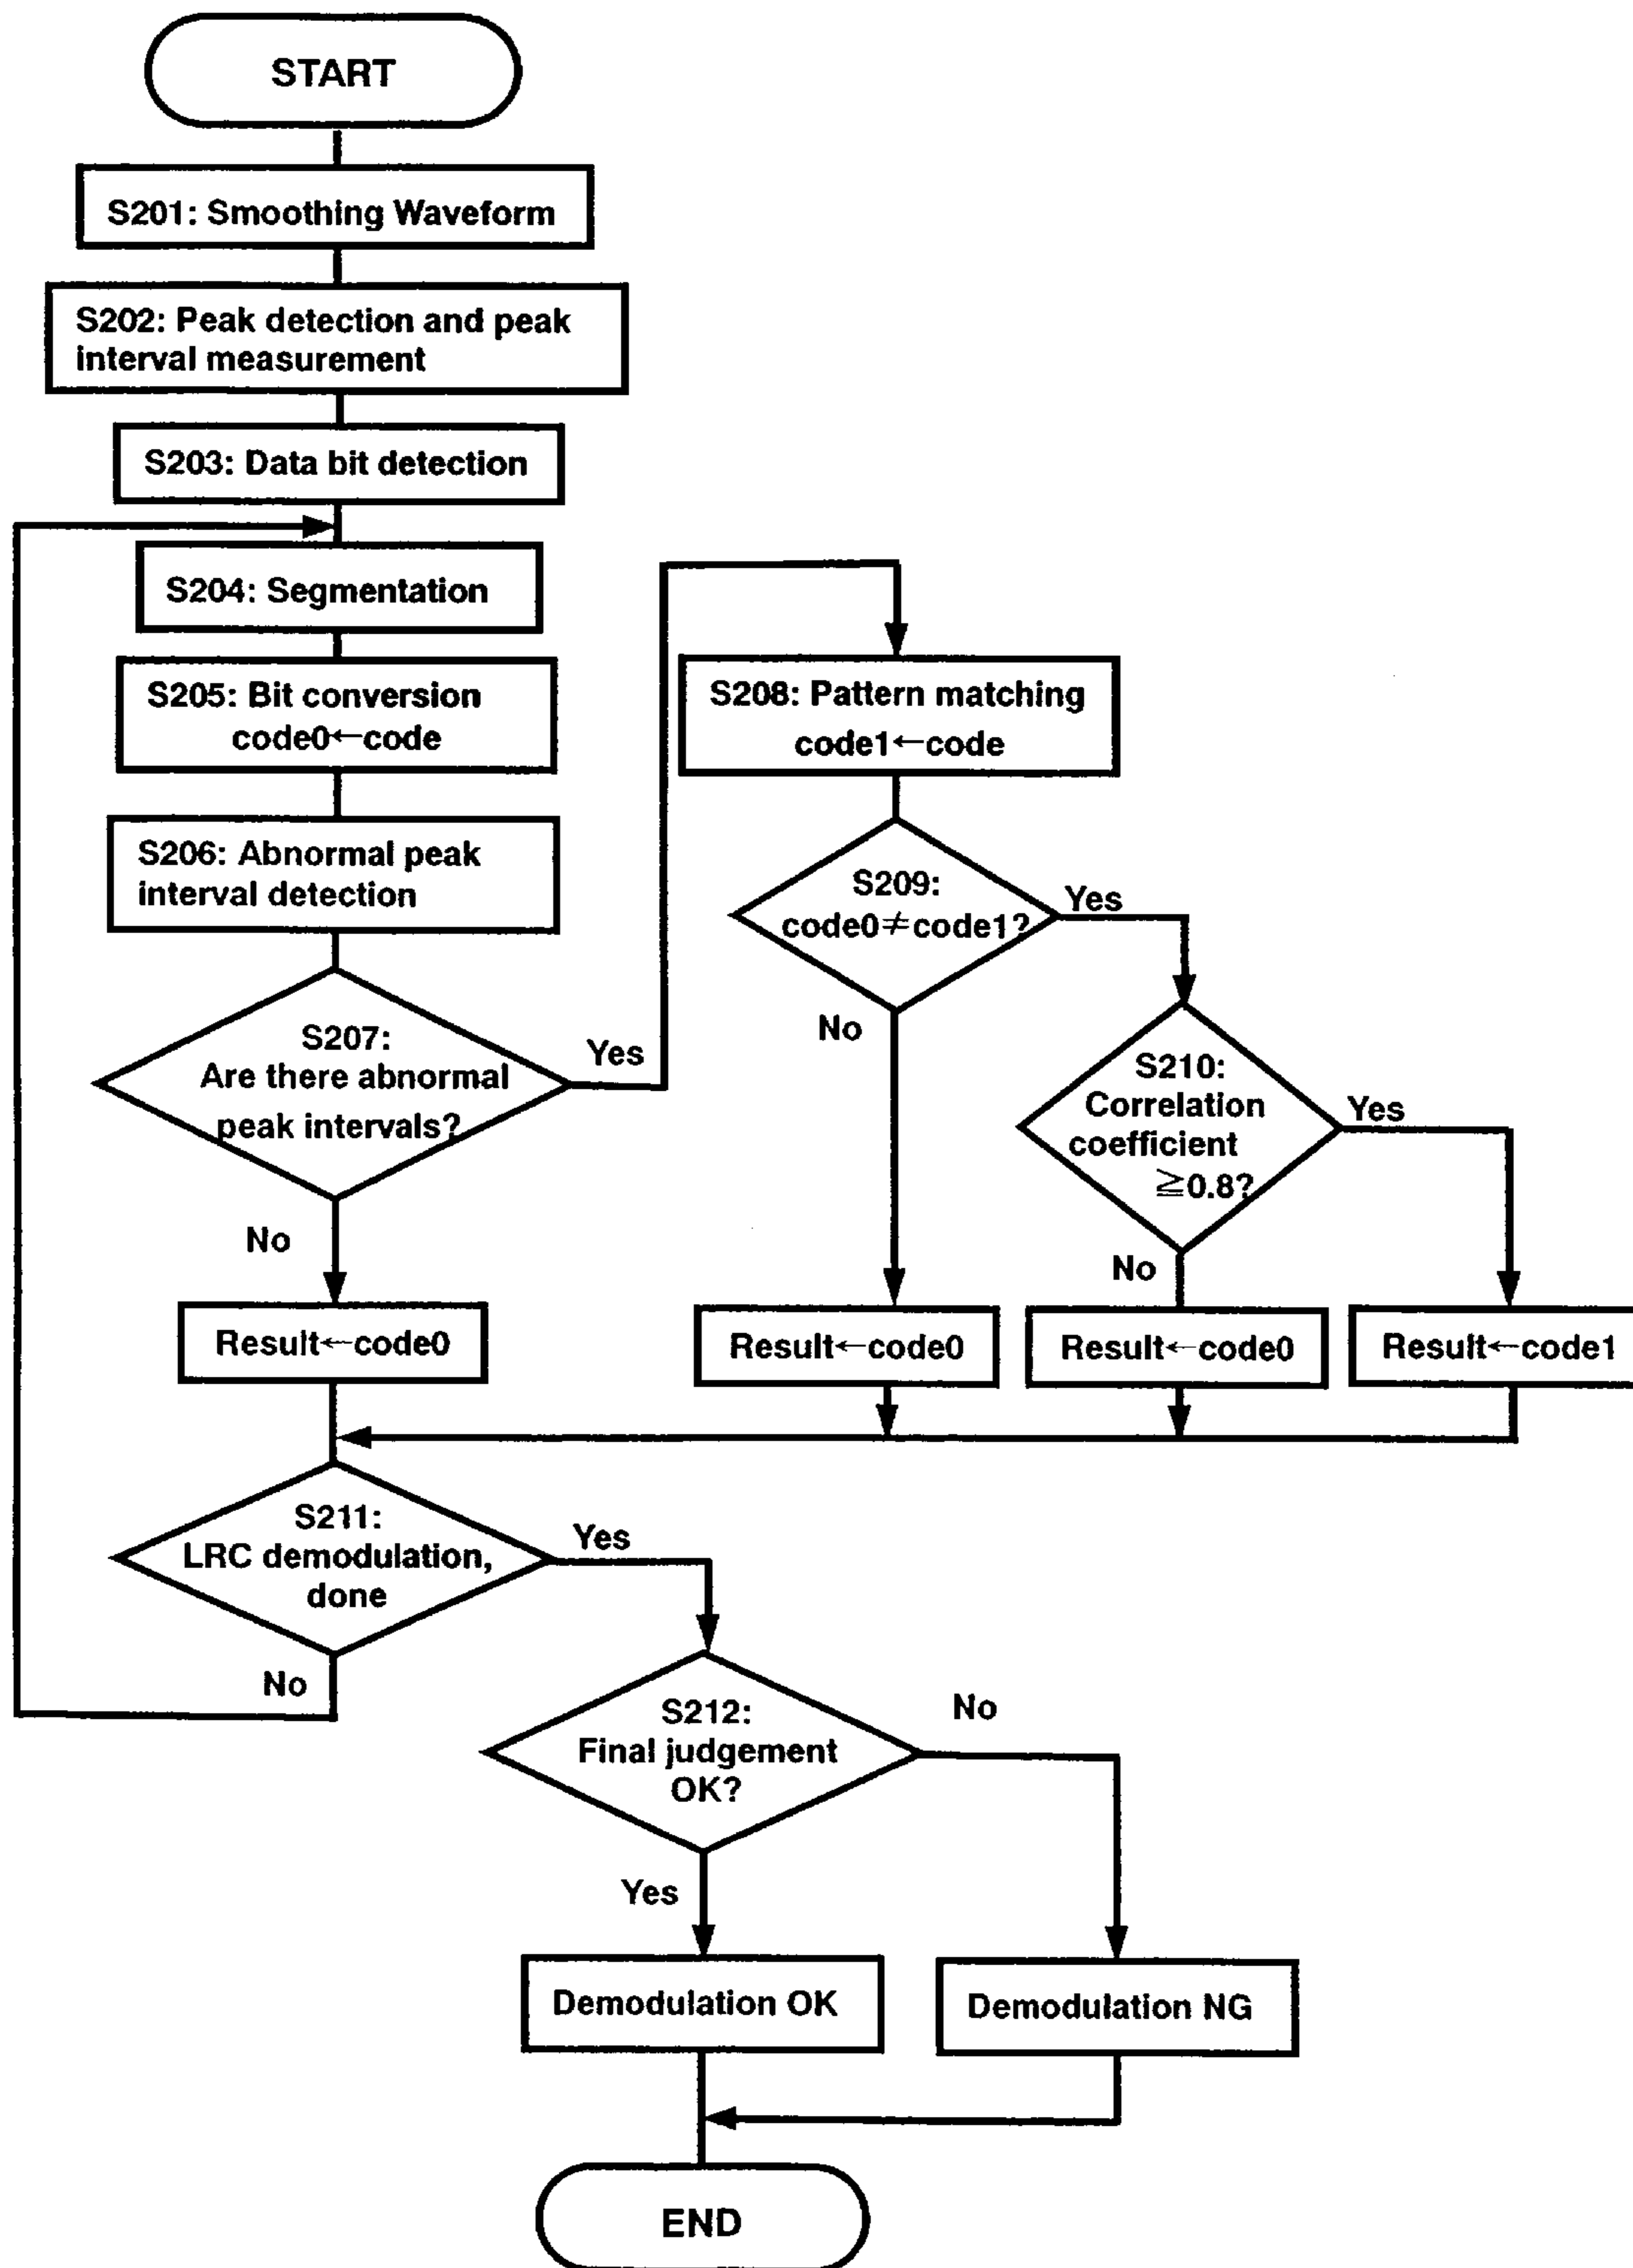 START
S201: Smoothing Waveform
S202: Peak detection and peak
interval measurement
S203: Data bit detection
S204: Segmentation
S205: Bit conversion
code0←code
S206: Abnormal peak
interval detection
S207:
Are there abnormal
peak intervals?
Yes
No
Result←code0
S208: Pattern matching
code1←code
S209:
code0≠code1?
Yes
No
Result←code0
S210:
Correlation
coefficient
≧0.8?
Yes
No
Result←code0
Result←code1
S211:
LRC demodulation,
done
Yes
No
S212:
Final judgement
OK?
No
Yes
Demodulation OK
Demodulation NG
END